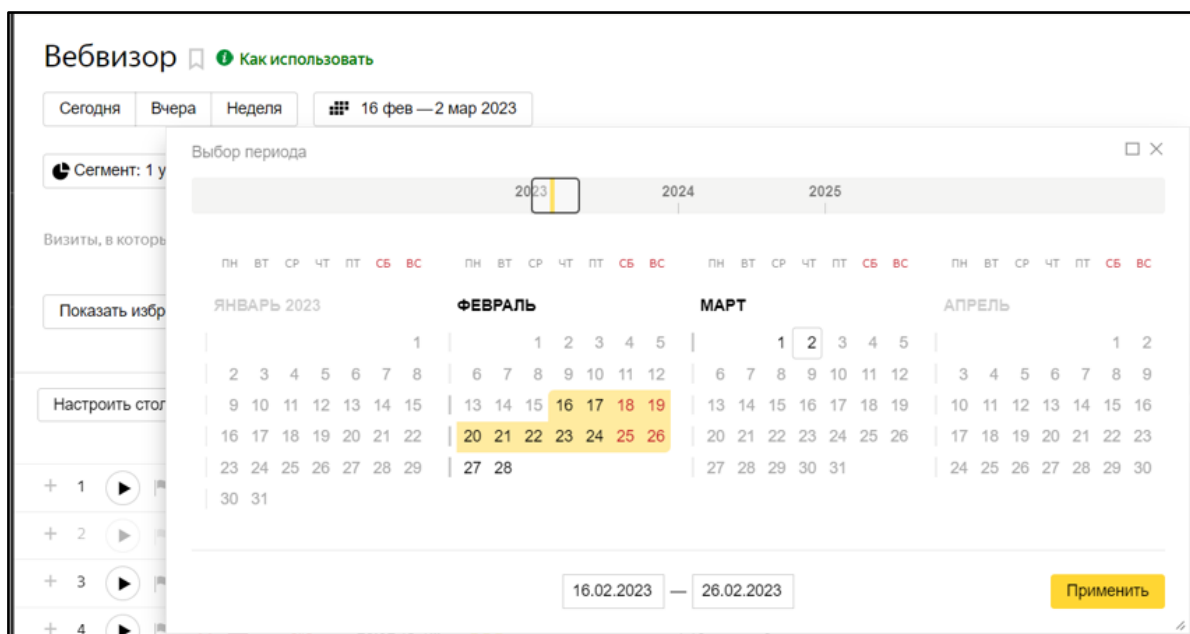 Вебвизор Как использовать
Сегодня Вчера Неделя 16 фев — 2 мар 2023
Выбор периода
Сегмент: 1 у
2023 2024 2025
Визиты, в которы
ПН ВТ СР ЧТ ПТ СБ ВС ПН ВТ СР ЧТ ПТ СБ ВС ПН ВТ СР ЧТ ПТ СБ ВС ПН ВТ СР ЧТ ПТ СБ ВС
Показать избр
ЯНВАРЬ 2023 ФЕВРАЛЬ МАРТ АПРЕЛЬ
1 1 2 3 4 5 1 2 3 4 5 1 2
2 3 4 5 6 7 8 6 7 8 9 10 11 12 6 7 8 9 10 11 12 3 4 5 6 7 8 9
Настроить стол
9 10 11 12 13 14 15 13 14 15 16 17 18 19 13 14 15 16 17 18 19 10 11 12 13 14 15 16
16 17 18 19 20 21 22 20 21 22 23 24 25 26 20 21 22 23 24 25 26 17 18 19 20 21 22 23
23 24 25 26 27 28 29 27 28 27 28 29 30 31 24 25 26 27 28 29 30
+ 1
30 31
+ 2
+ 3
16.02.2023 — 26.02.2023 Применить
+ 4